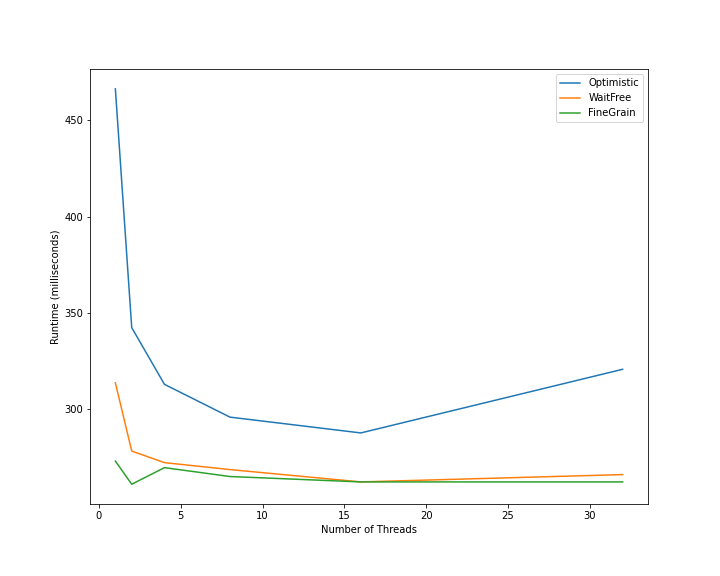 Optimistic
WaitFree
FineGrain
450
400
350
300
Runtime (milliseconds)
0 5 10 15 20 25 30
Number of Threads